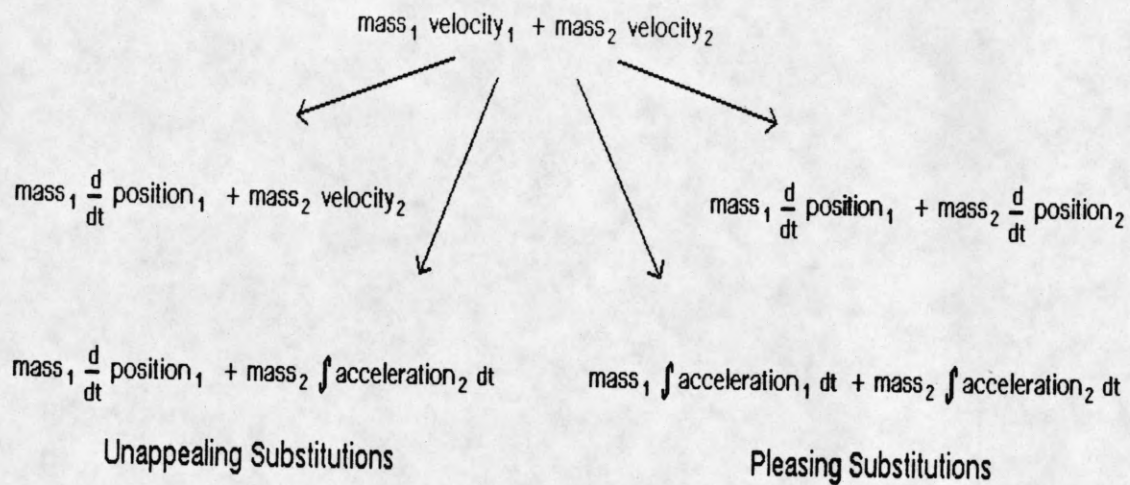 mass₁ velocity₁ + mass₂ velocity₂
mass₁ d/dt position₁ + mass₂ velocity₂
mass₁ d/dt position₁ + mass₂ d/dt position₂
mass₁ d/dt position₁ + mass₂ ∫acceleration₂ dt
mass₁ ∫acceleration₁ dt + mass₂ ∫acceleration₂ dt
Unappealing Substitutions
Pleasing Substitutions